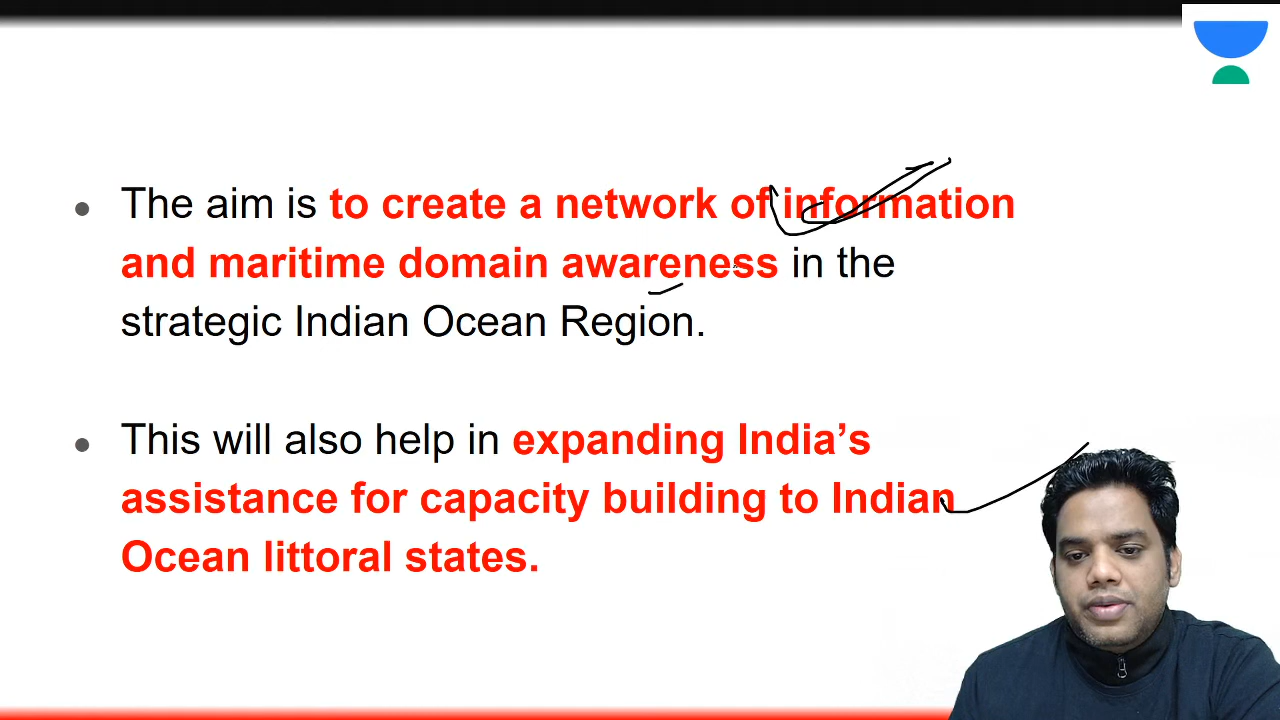 The aim is to create a network of information
and maritime domain awareness in the
strategic Indian Ocean Region.
This will also help in expanding India’s
assistance for capacity building to Indian
Ocean littoral states.